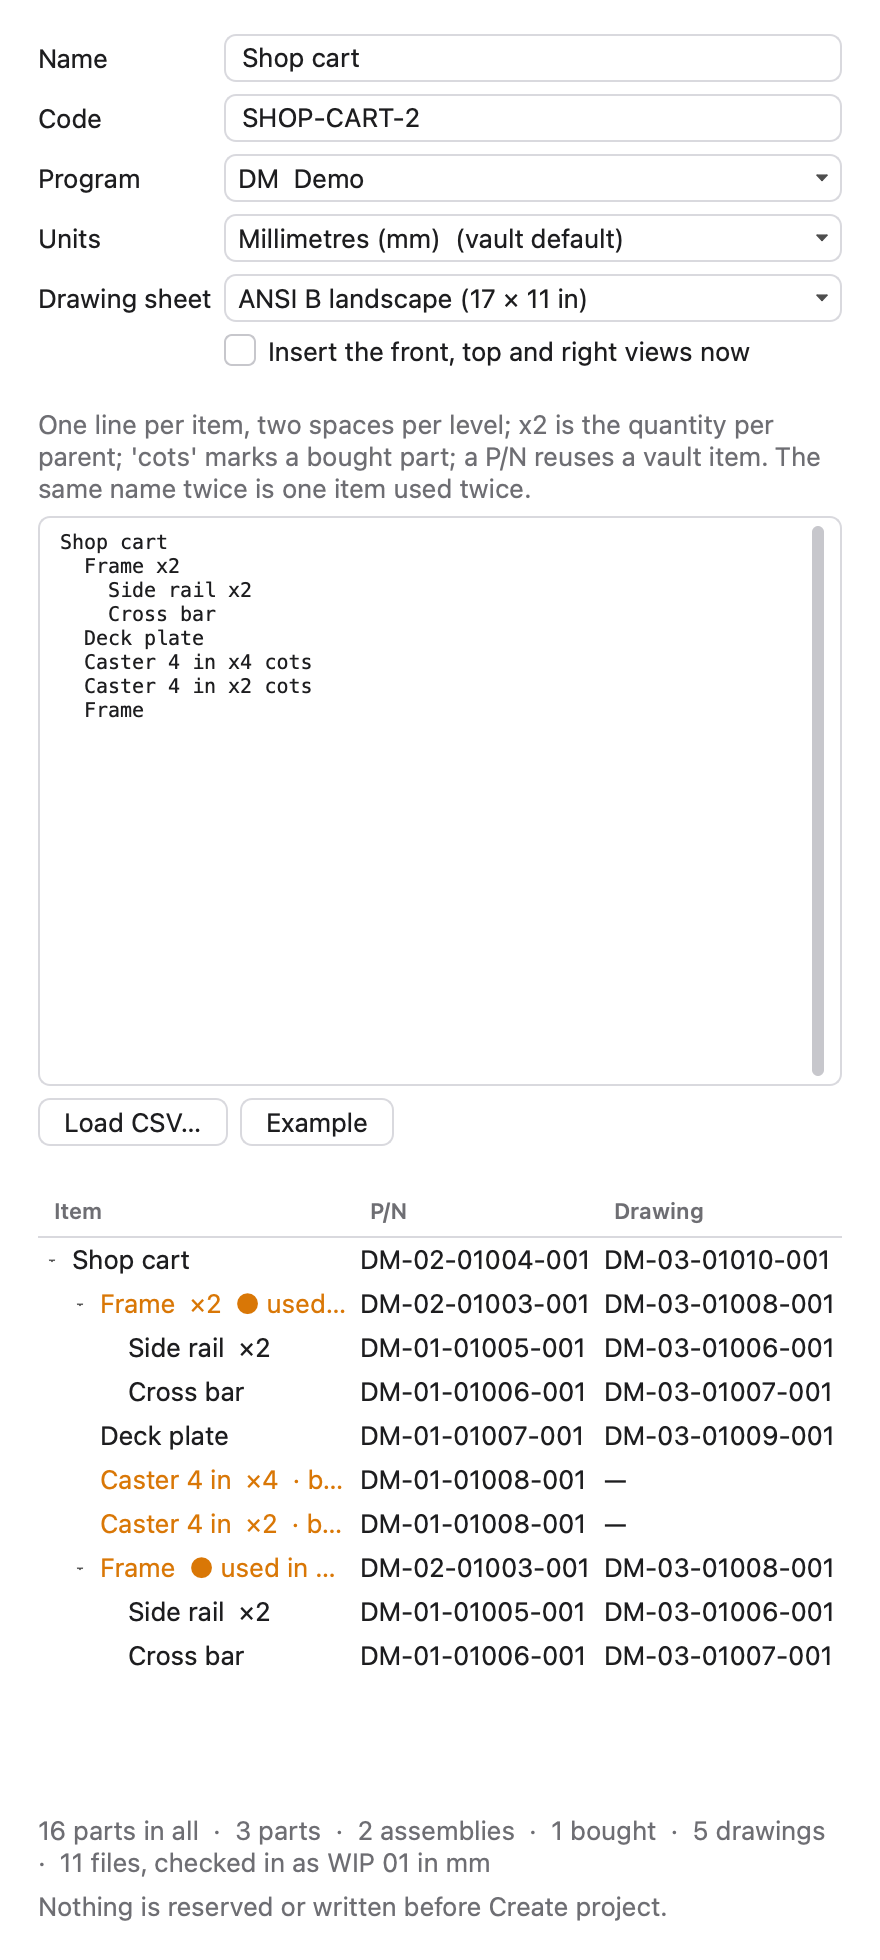 Name
Shop cart
Code
SHOP-CART-2
Program
DM  Demo
Units
Millimetres (mm)  (vault default)
Drawing sheet
ANSI B landscape (17 × 11 in)
Insert the front, top and right views now
One line per item, two spaces per level; x2 is the quantity per
parent; 'cots' marks a bought part; a P/N reuses a vault item. The
same name twice is one item used twice.
Shop cart
  Frame x2
    Side rail x2
    Cross bar
  Deck plate
  Caster 4 in x4 cots
  Caster 4 in x2 cots
  Frame
Load CSV...
Example
Item P/N Drawing
Shop cart DM-02-01004-001 DM-03-01010-001
Frame ×2 ● used... DM-02-01003-001 DM-03-01008-001
Side rail ×2 DM-01-01005-001 DM-03-01006-001
Cross bar DM-01-01006-001 DM-03-01007-001
Deck plate DM-01-01007-001 DM-03-01009-001
Caster 4 in ×4 · b... DM-01-01008-001 —
Caster 4 in ×2 · b... DM-01-01008-001 —
Frame ● used in ... DM-02-01003-001 DM-03-01008-001
Side rail ×2 DM-01-01005-001 DM-03-01006-001
Cross bar DM-01-01006-001 DM-03-01007-001
16 parts in all · 3 parts · 2 assemblies · 1 bought · 5 drawings
· 11 files, checked in as WIP 01 in mm
Nothing is reserved or written before Create project.